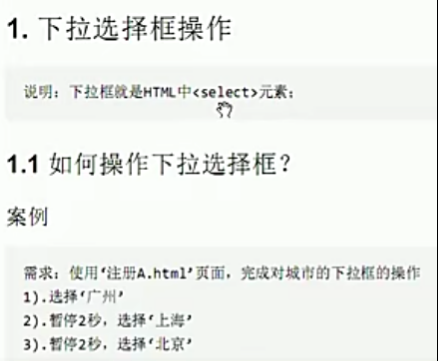 1. 下拉选择框操作
说明：下拉框就是HTML中<select>元素；
1.1 如何操作下拉选择框？
案例
需求：使用‘注册A.html’页面，完成对城市的下拉框的操作
1).选择‘广州’
2).暂停2秒，选择‘上海’
3).暂停2秒，选择‘北京’